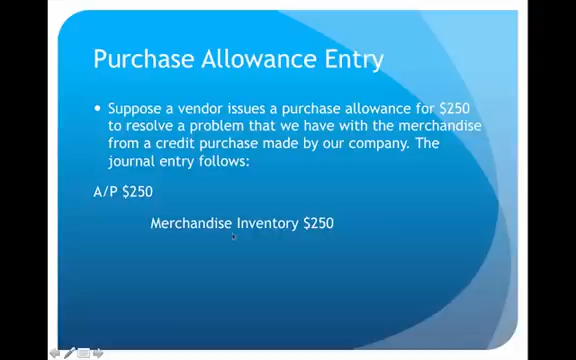 Purchase Allowance Entry
Suppose a vendor issues a purchase allowance for $250
to resolve a problem that we have with the merchandise
from a credit purchase made by our company. The
journal entry follows:
A/P $250
Merchandise Inventory $250